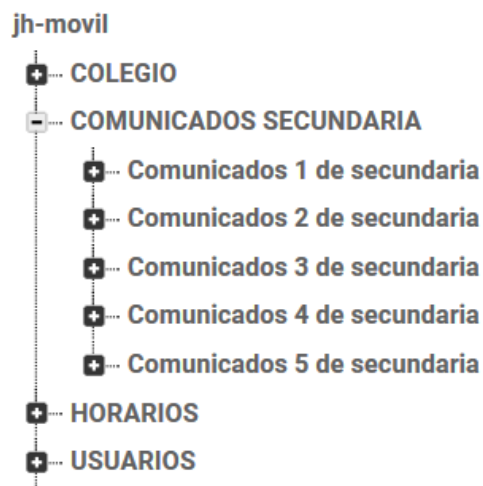 jh-movil
COLEGIO
COMUNICADOS SECUNDARIA
Comunicados 1 de secundaria
Comunicados 2 de secundaria
Comunicados 3 de secundaria
Comunicados 4 de secundaria
Comunicados 5 de secundaria
HORARIOS
USUARIOS